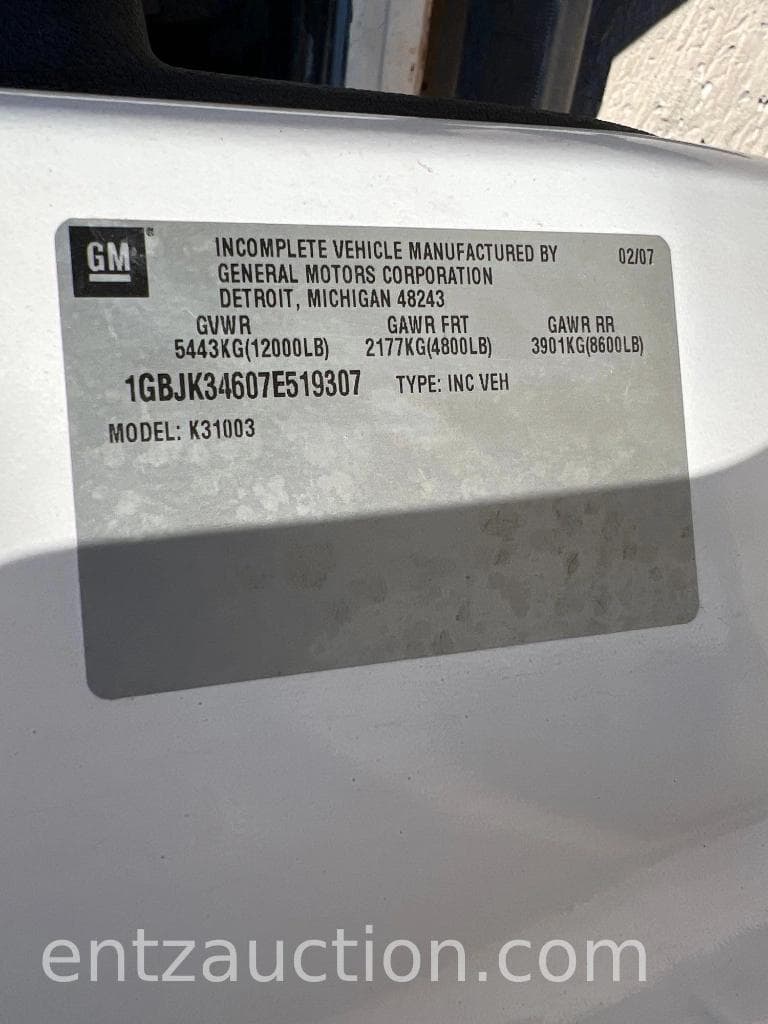 GM
INCOMPLETE VEHICLE MANUFACTURED BY 02/07
GENERAL MOTORS CORPORATION
DETROIT, MICHIGAN 48243
GVWR GAWR FRT GAWR RR
5443KG(12000LB) 2177KG(4800LB) 3901KG(8600LB)
1GBJK34607E519307 TYPE: INC VEH
MODEL: K31003
entzauction.com